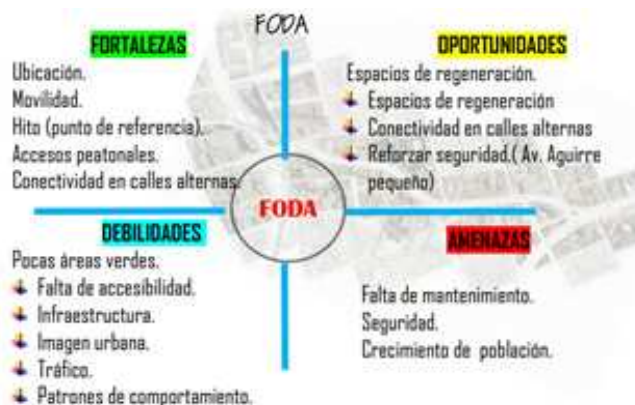 FODA
FORTALEZAS
Ubicación.
Movilidad.
Hito (punto de referencia).
Accesos peatonales.
Conectividad en calles alternas.
OPORTUNIDADES
Espacios de regeneración.
Espacios de regeneración
Conectividad en calles alternas
Reforzar seguridad.( Av. Aguirre
pequeño)
FODA
DEBILIDADES
Pocas áreas verdes.
Falta de accesibilidad.
Infraestructura.
Imagen urbana.
Tráfico.
Patrones de comportamiento.
AMENAZAS
Falta de mantenimiento.
Seguridad.
Crecimiento de población.